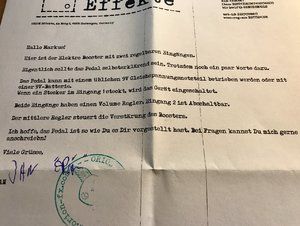 Effekte
Hallo Markus!
Hier ist der Elektro Booster mit zwei regelbaren Eingängen.
Eigentlich sollte das Pedal selbsterklärend sein. Trotzdem noch ein paar Worte dazu.
Das Pedal kann mit einem üblichen 9V Gleichspannungsnetzteil betrieben werden oder mit
einer 9V-Batterie.
Wenn ein Stecker im Eingang steckt, wird das Gerät eingeschaltet.
Beide Eingänge haben einen Volume Regler, Eingang 2 ist Abschaltbar.
Der mittlere Regler steuert die Verstärkung des Boosters.
Ich hoffe, das Pedal ist so wie Du es Dir vorgestellt hast. Bei Fragen kannst Du mich gerne
anschreiben!
Viele Grüsse,
JAN